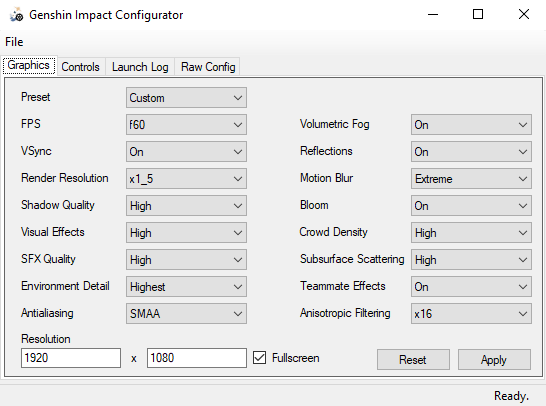 Genshin Impact Configurator
File
Graphics Controls Launch Log Raw Config
Preset Custom
FPS f60 Volumetric Fog On
VSync On Reflections On
Render Resolution x1_5 Motion Blur Extreme
Shadow Quality High Bloom On
Visual Effects High Crowd Density High
SFX Quality High Subsurface Scattering High
Environment Detail Highest Teammate Effects On
Antialiasing SMAA Anisotropic Filtering x16
Resolution
1920 x 1080 Fullscreen Reset Apply
Ready.